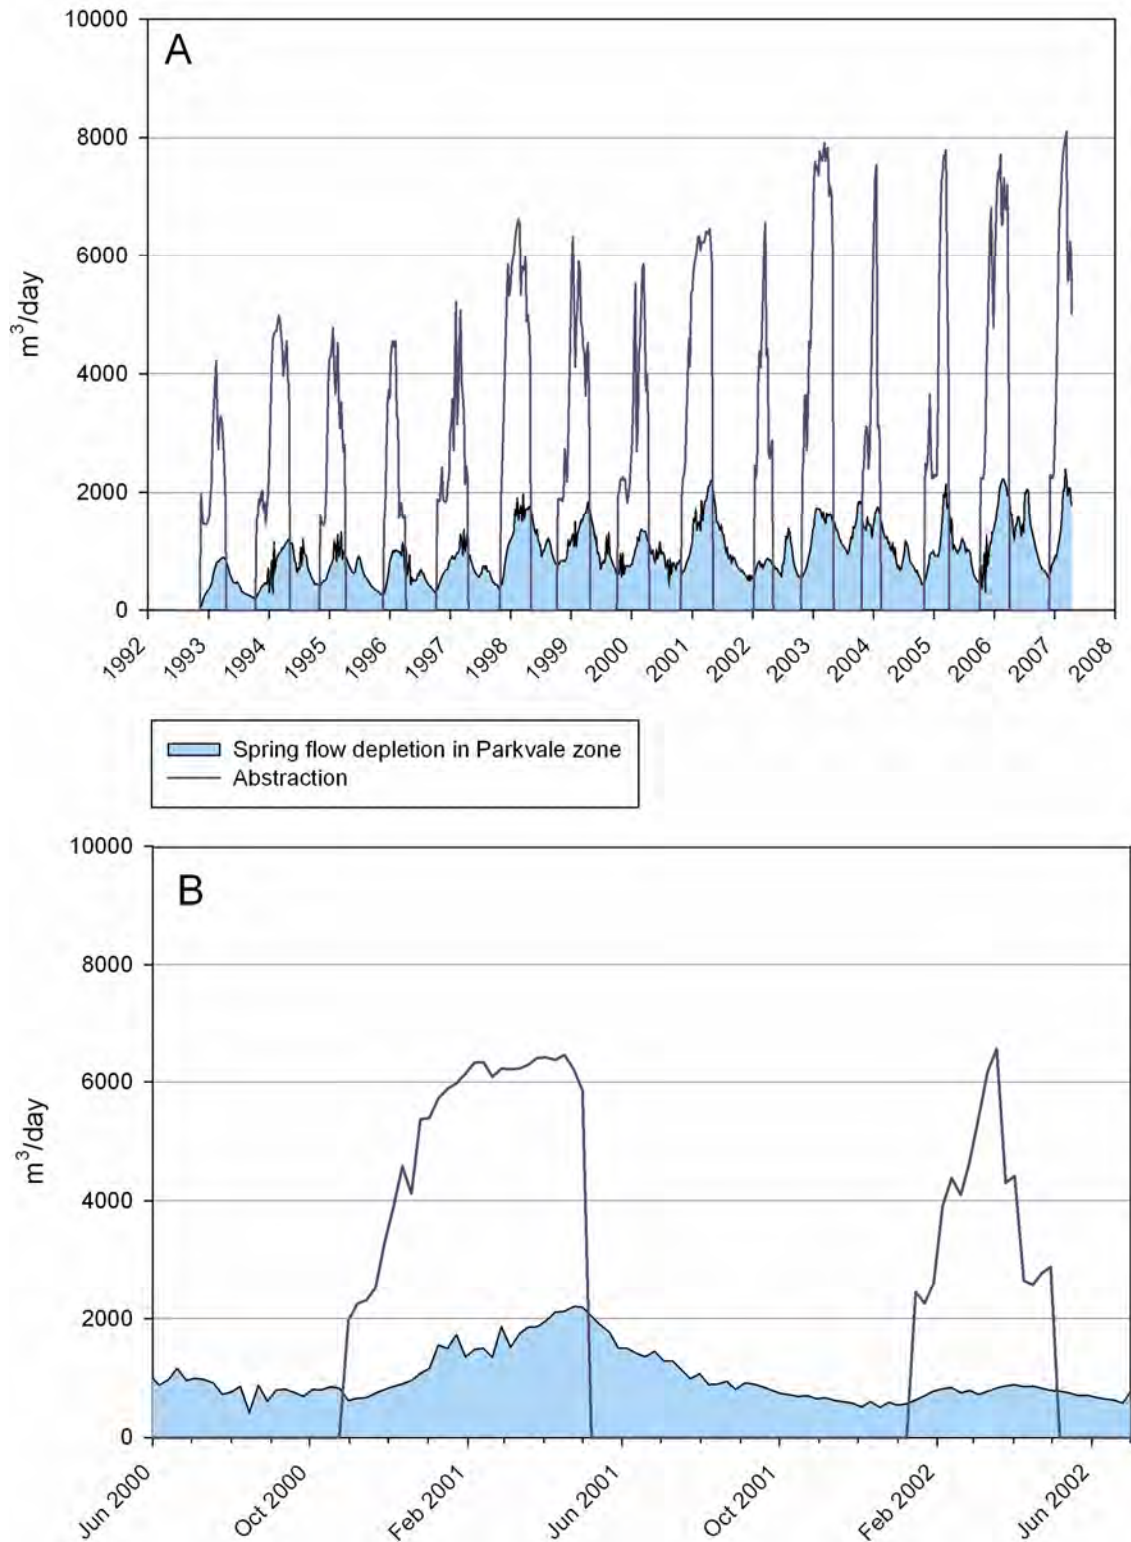 10000
A
8000
6000
m³/day
4000
2000
0
1992
1993
1994
1995
1996
1997
1998
1999
2000
2001
2002
2003
2004
2005
2006
2007
2008
Spring flow depletion in Parkvale zone
Abstraction
10000
B
8000
6000
m³/day
4000
2000
0
Jun 2000
Oct 2000
Feb 2001
Jun 2001
Oct 2001
Feb 2002
Jun 2002